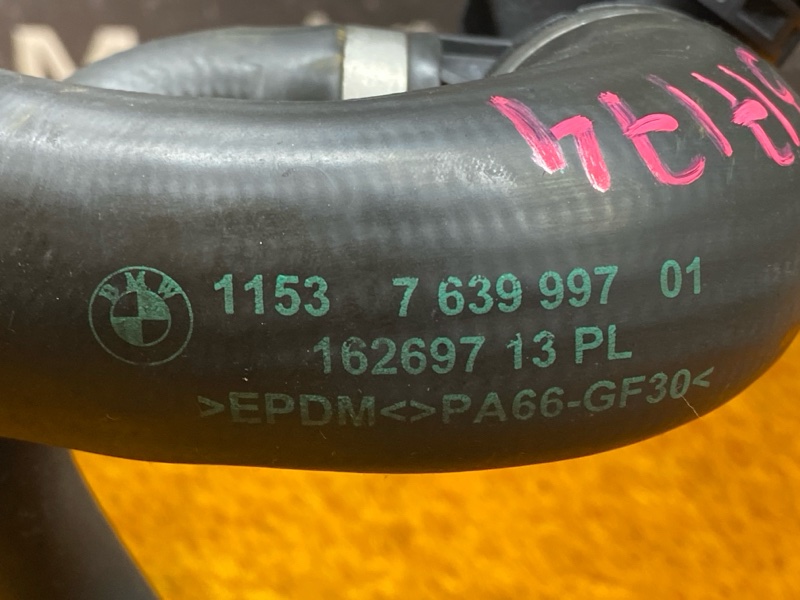 BMW
1153 7 639 997 01
162697 13 PL
>EPDM<>PA66-GF30<